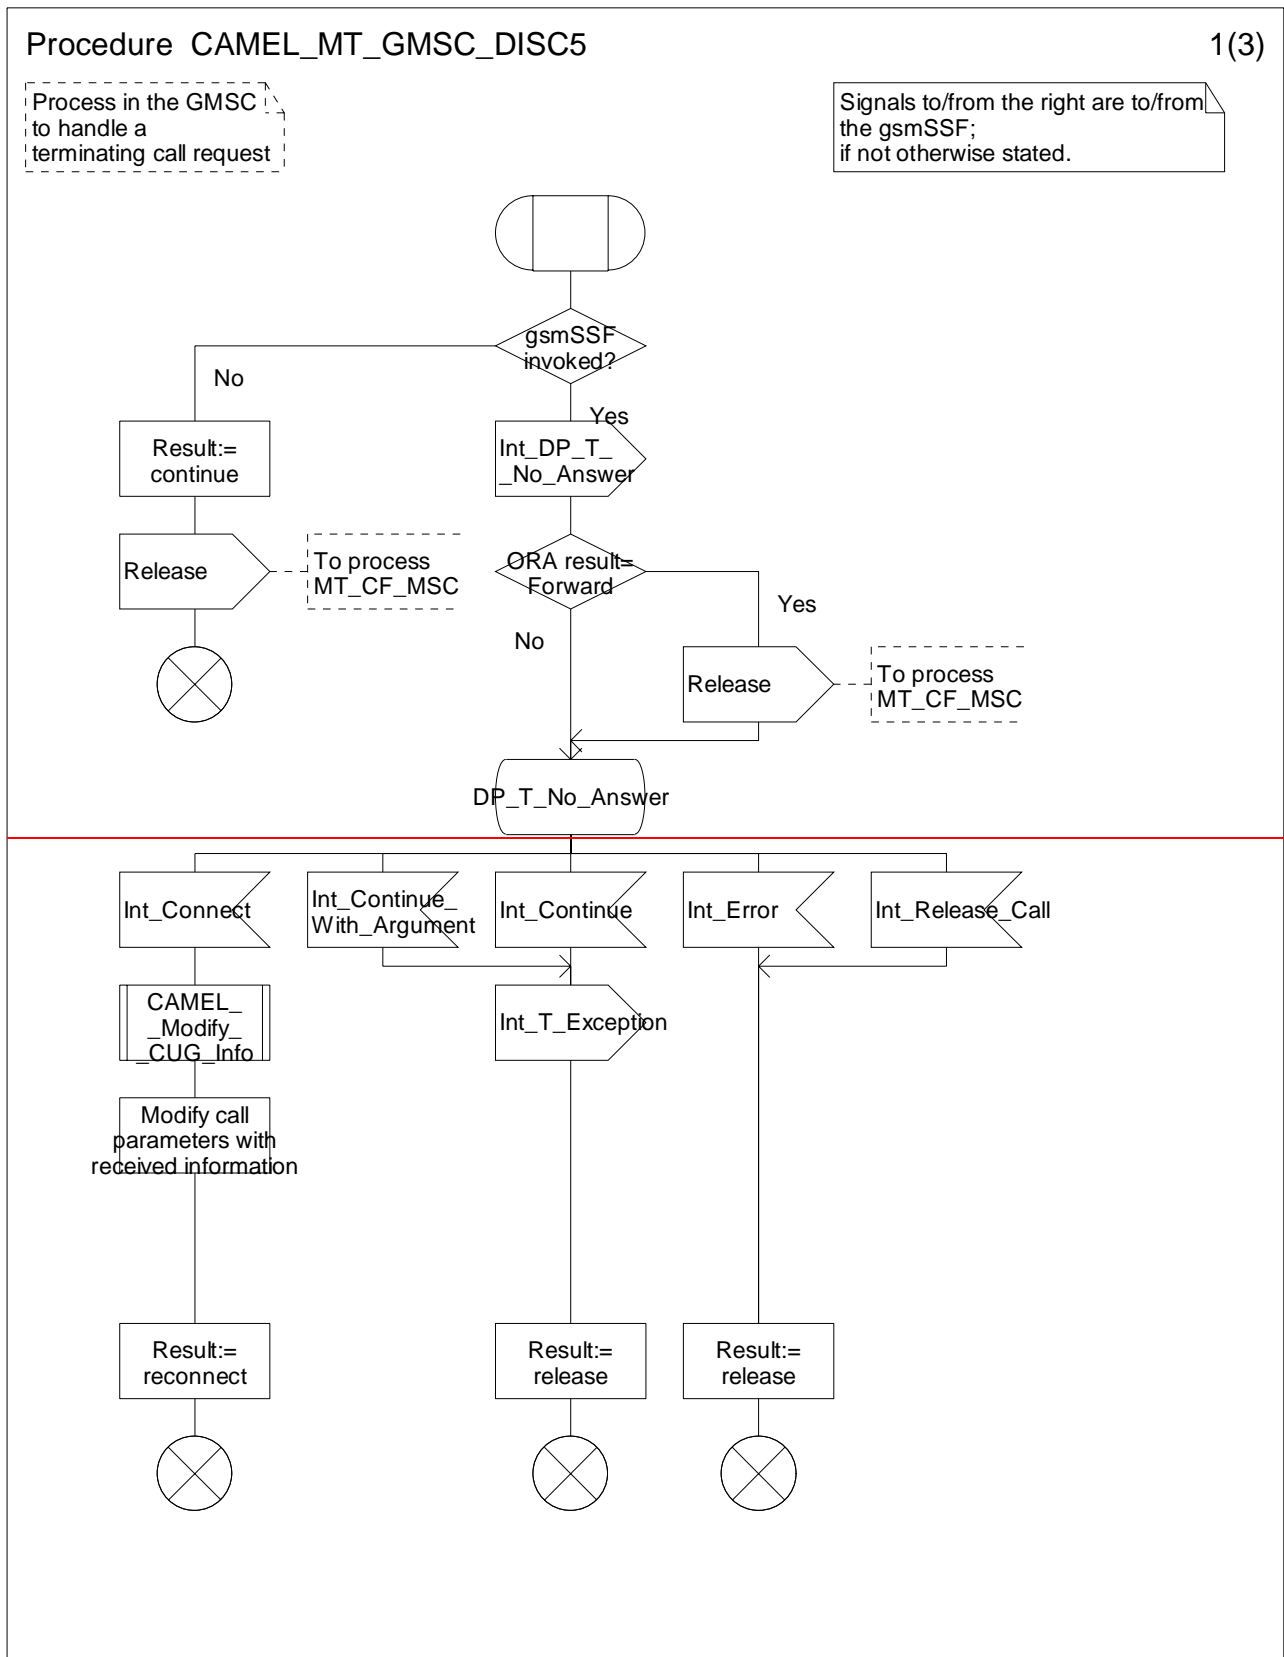 Procedure CAMEL_MT_GMSC_DISC5
1(3)
Process in the GMSC
to handle a
terminating call request
Signals to/from the right are to/from
the gsmSSF;
if not otherwise stated.
gsmSSF
invoked?
No
Yes
Result:=
continue
Int_DP_T_
_No_Answer
Release
To process
MT_CF_MSC
ORA result=
Forward
Yes
No
Release
To process
MT_CF_MSC
DP_T_No_Answer
Int_Connect
Int_Continue_
With_Argument
Int_Continue
Int_Error
Int_Release_Call
CAMEL_
_Modify_
_CUG_Info
Int_T_Exception
Modify call
parameters with
received information
Result:=
reconnect
Result:=
release
Result:=
release